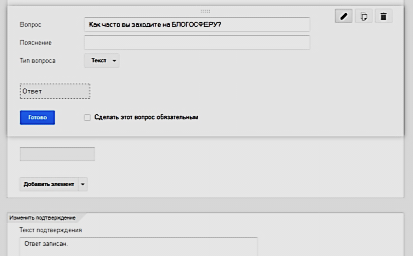 Вопрос Как часто вы заходите на БЛОГОСФЕРУ?
Пояснение
Тип вопроса Текст
Ответ
Готово Сделать этот вопрос обязательным
Добавить элемент
Изменить подтверждение
Текст подтверждения
Ответ записан.